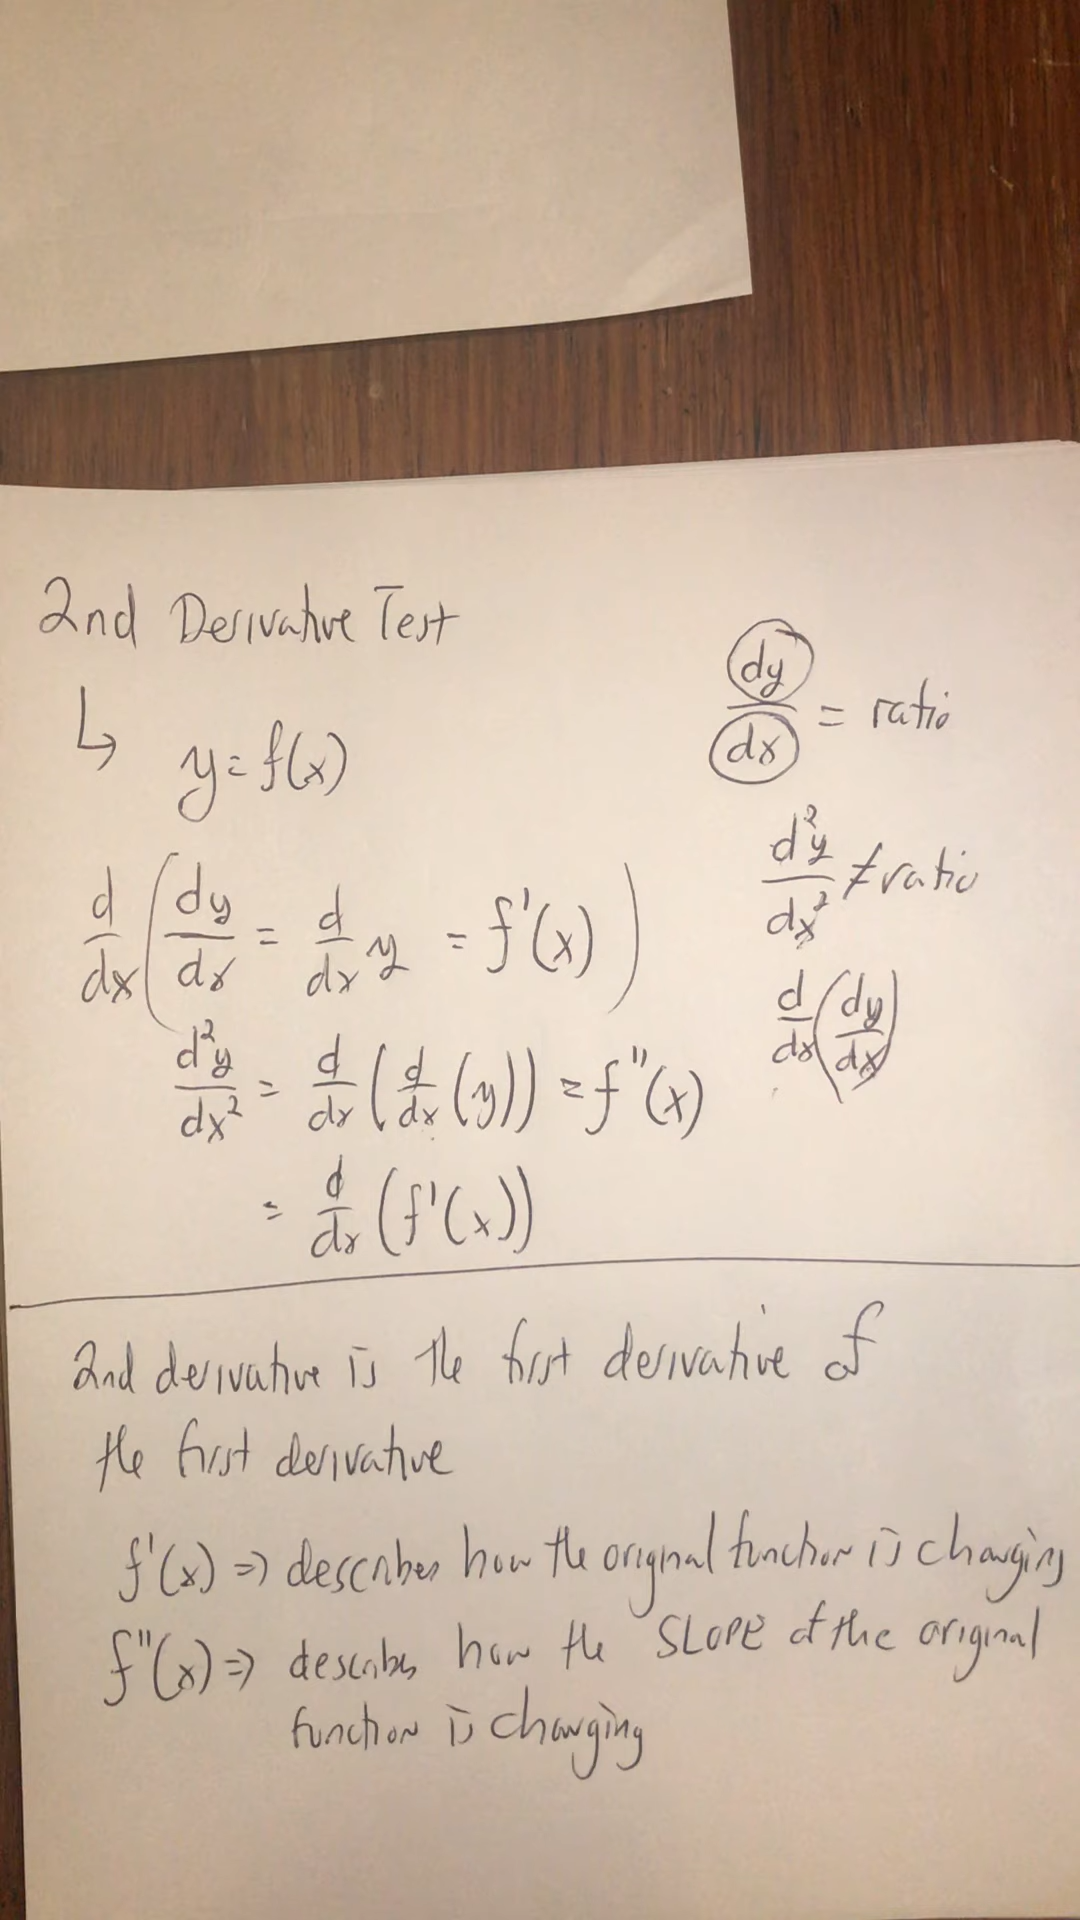 2nd Derivative Test
↳ y = f(x)
d/dx (dy/dx = d/dx y = f'(x))
d²y/dx² = d/dx (d/dx (y)) = f"(x)
= d/dx (f'(x))
dy/dx = ratio
d²y/dx² ≠ ratio
d/dx (dy/dx)
2nd derivative is the first derivative of
the first derivative
f'(x) => describes how the original function is changing
f"(x) => describes how the SLOPE of the original
function is changing